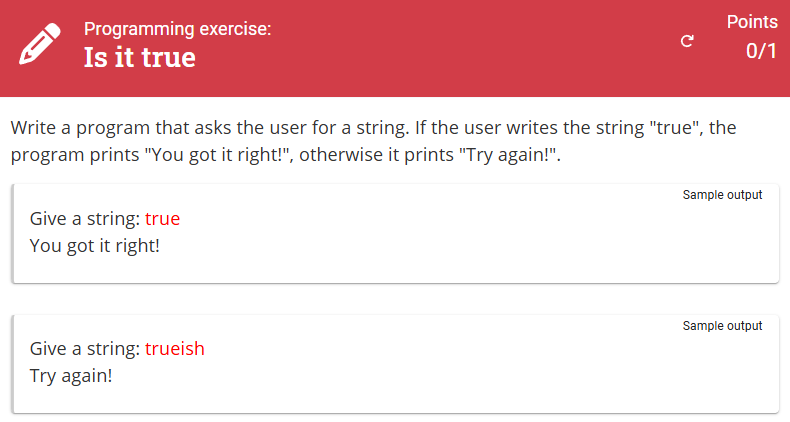 Programming exercise:
Is it true
Points
0/1
Write a program that asks the user for a string. If the user writes the string "true", the
program prints "You got it right!", otherwise it prints "Try again!".
Sample output
Give a string: true
You got it right!
Sample output
Give a string: trueish
Try again!